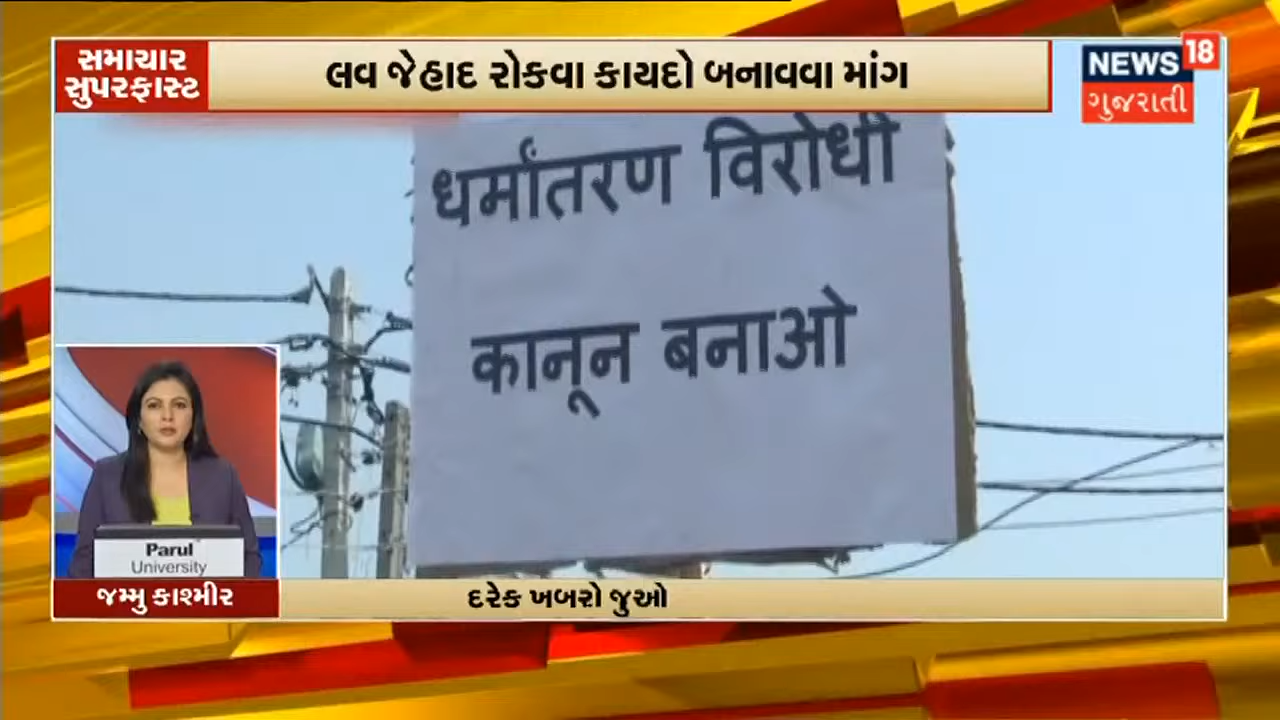 સમાચાર
સુપરફાસ્ટ
લવ જેહાદ રોકવા કાયદો બનાવવા માંગ
NEWS 18
ગુજરાતી
धर्मांतरण विरोधी
कानून बनाओ
Parul
University
જમ્મુ કાશ્મીર
દરેક ખબરો જુઓ